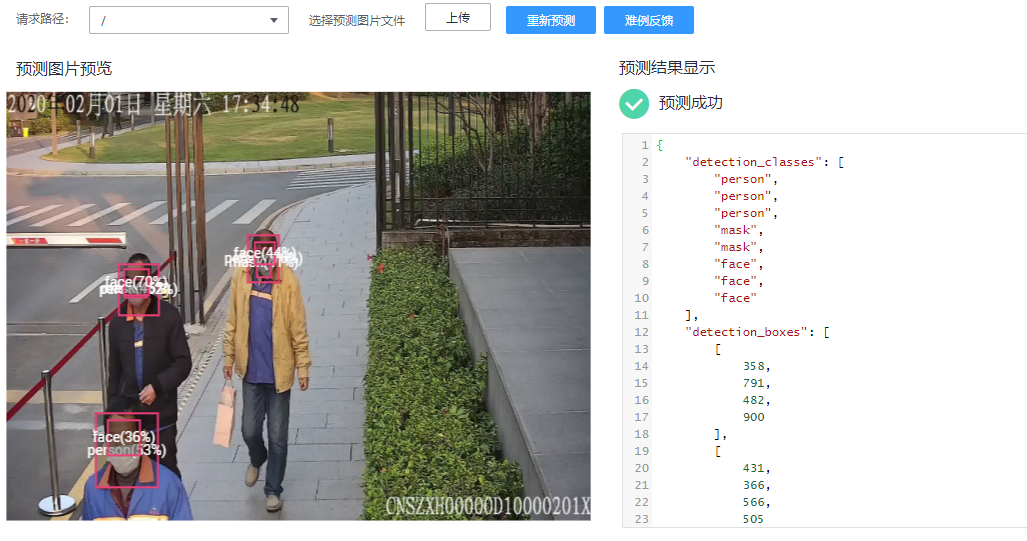 请求路径： / 选择预测图片文件 上传 重新预测 难例反馈
预测图片预览
2020年02月01日 星期六 17:34:48
face(44%)
face(70%)
face(36%)
person(53%)
CNSZXH00000D10000201X
预测结果显示
预测成功
1 {
2 "detection_classes": [
3 "person",
4 "person",
5 "person",
6 "mask",
7 "mask",
8 "face",
9 "face",
10 "face"
11 ],
12 "detection_boxes": [
13 [
14 358,
15 791,
16 482,
17 900
18 ],
19 [
20 431,
21 366,
22 566,
23 505